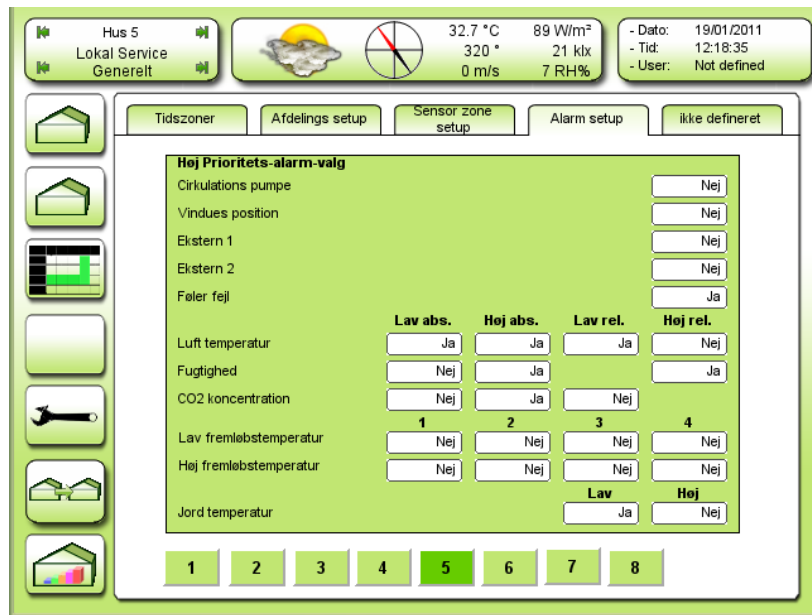 Hus 5
Lokal Service
Generelt
32.7 °C 89 W/m²
320 ° 21 klx
0 m/s 7 RH%
- Dato: 19/01/2011
- Tid: 12:18:35
- User: Not defined
Tidszoner
Afdelings setup
Sensor zone
setup
Alarm setup
ikke defineret
Høj Prioritets-alarm-valg
Cirkulations pumpe Nej
Vindues position Nej
Ekstern 1 Nej
Ekstern 2 Nej
Føler fejl Ja
Lav abs. Høj abs. Lav rel. Høj rel.
Luft temperatur Ja Ja Ja Nej
Fugtighed Nej Ja Ja
CO2 koncentration Nej Ja Nej
1 2 3 4
Lav fremløbstemperatur Nej Nej Nej Nej
Høj fremløbstemperatur Nej Nej Nej Nej
Lav Høj
Jord temperatur Ja Nej
1 2 3 4 5 6 7 8